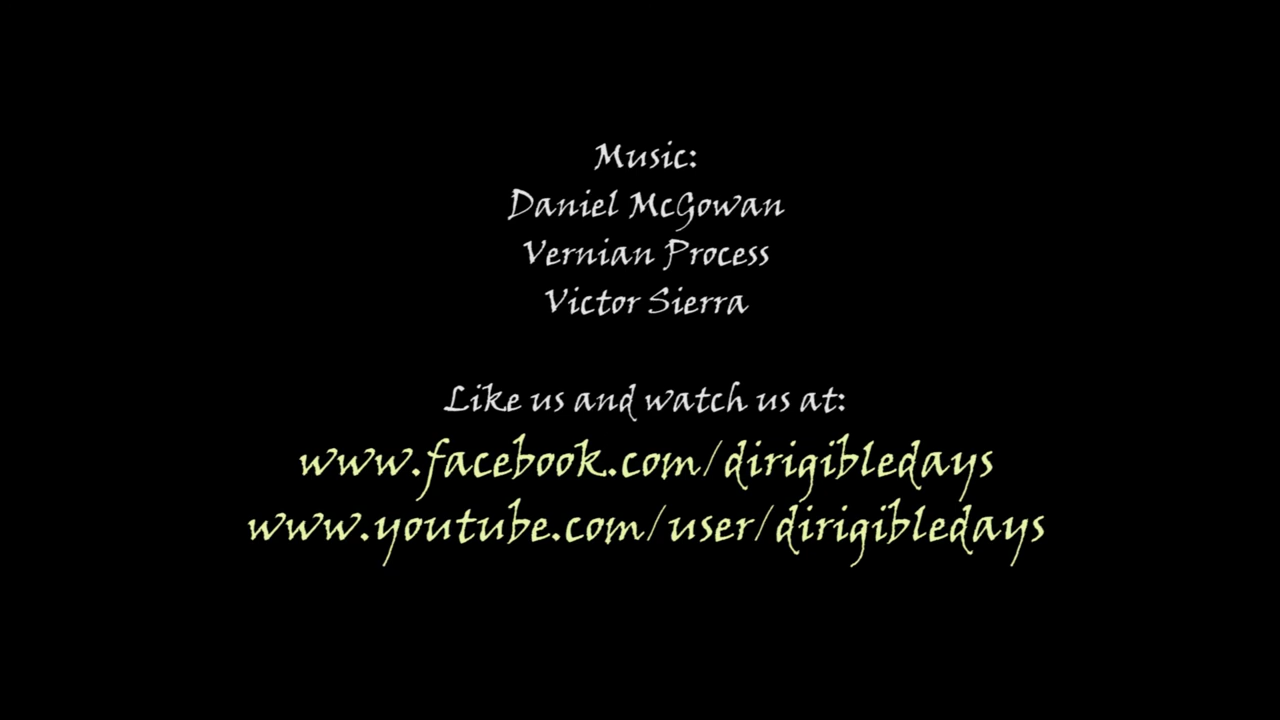 Music:
Daniel McGowan
Vernian Process
Victor Sierra
Like us and watch us at:
www.facebook.com/dirigibledays
www.youtube.com/user/dirigibledays